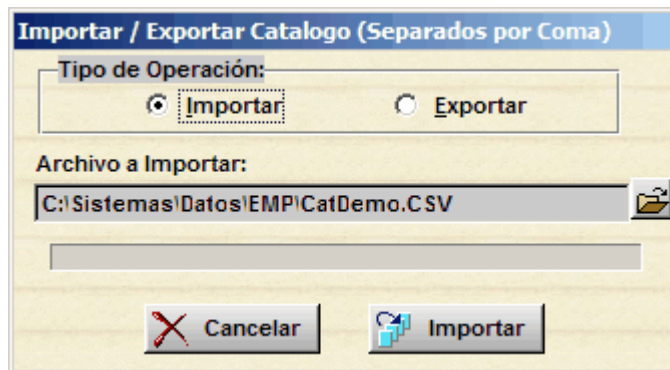 Importar / Exportar Catalogo (Separados por Coma)
Tipo de Operación:
Importar Exportar
Archivo a Importar:
C:\Sistemas\Datos\EMP\CatDemo.CSV
Cancelar Importar